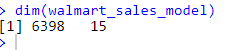 > dim(walmart_sales_model)
[1] 6398   15
>